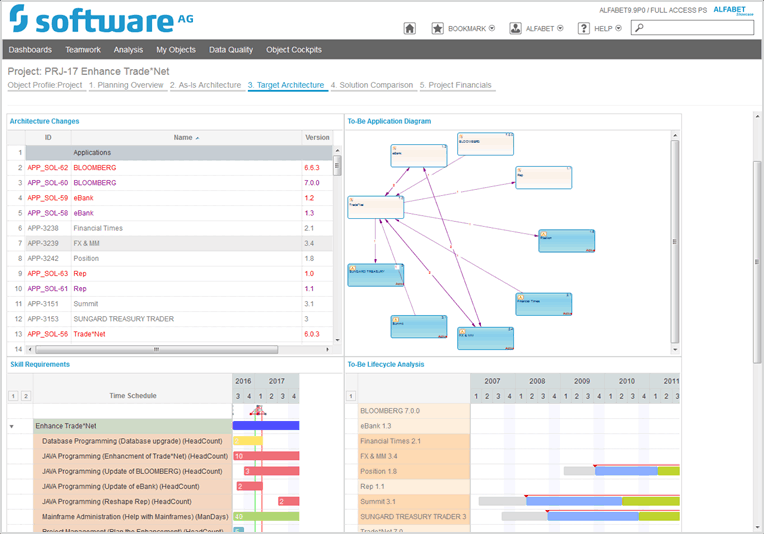 software AG
ALFABET9.9P0 / FULL ACCESS PS ALFABET
BOOKMARK ALFABET HELP
Dashboards Teamwork Analysis My Objects Data Quality Object Cockpits
Project: PRJ-17 Enhance Trade*Net
Object Profile:Project 1. Planning Overview 2. As-Is Architecture 3. Target Architecture 4. Solution Comparison 5. Project Financials
Architecture Changes
ID Name Version
1 Applications
2 APP_SOL-62 BLOOMBERG 6.6.3
3 APP_SOL-60 BLOOMBERG 7.0.0
4 APP_SOL-59 eBank 1.2
5 APP_SOL-58 eBank 1.3
6 APP-3238 Financial Times 2.1
7 APP-3239 FX & MM 3.4
8 APP-3242 Position 1.8
9 APP_SOL-63 Rep 1.0
10 APP_SOL-61 Rep 1.1
11 APP-3151 Summit 3.1
12 APP-3153 SUNGARD TREASURY TRADER 3
13 APP_SOL-56 Trade*Net 6.0.3
14
To-Be Application Diagram
BLOOMBERG
eBank
Rep
Trade*Net
Position
SUNGARD TREASURY
Financial Times
Summit
FX & MM
Skill Requirements
2016 2017
1 2 Time Schedule 3 4 1 2 3 4
Enhance Trade*Net
Database Programming (Database upgrade) (HeadCount) 1
JAVA Programming (Enhancment of Trade*Net) (HeadCount) 10
JAVA Programming (Update of BLOOMBERG) (HeadCount) 3
JAVA Programming (Update of eBank) (HeadCount) 2
JAVA Programming (Reshape Rep) (HeadCount) 2
Mainframe Administration (Help with Mainframes) (ManDays)
Project Management (Plan the Enhancement) (HeadCount)
To-Be Lifecycle Analysis
2007 2008 2009 2010 2011
1 1 2 3 4 1 2 3 4 1 2 3 4 1 2 3 4 1 2 3
BLOOMBERG 7.0.0
eBank 1.3
Financial Times 2.1
FX & MM 3.4
Position 1.8
Rep 1.1
Summit 3.1
SUNGARD TREASURY TRADER 3
Trade*Net 7.0